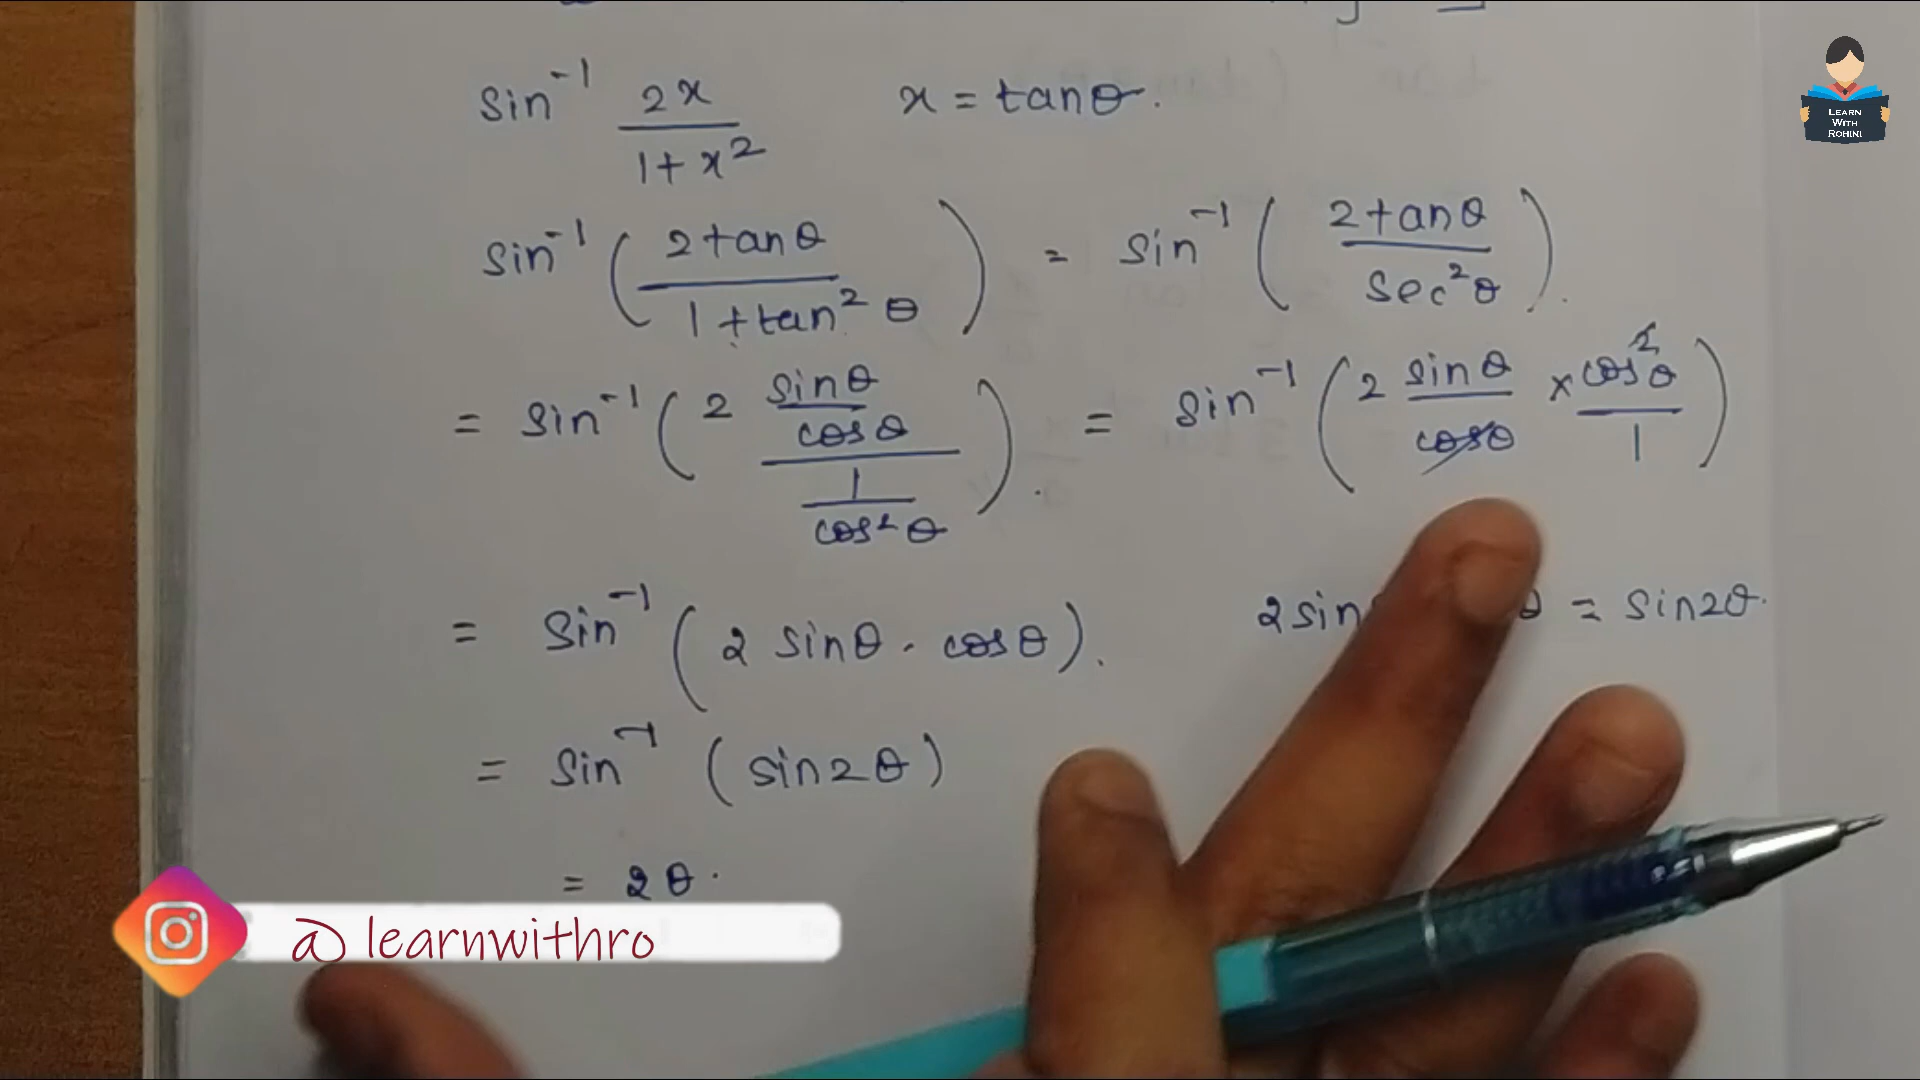 sin⁻¹ 2x / 1+x² x = tanθ.
sin⁻¹ ( 2tanθ / 1+tan²θ ) = sin⁻¹ ( 2tanθ / sec²θ ).
= sin⁻¹ ( 2 sinθ/cosθ / 1/cos²θ ). = sin⁻¹ ( 2 sinθ/cosθ × cos²θ/1 )
= sin⁻¹ ( 2 sinθ . cosθ ). 2sin θ = sin2θ.
= sin⁻¹ ( sin2θ )
= 2θ.
@learnwithro
LEARN
WITH
ROHINI